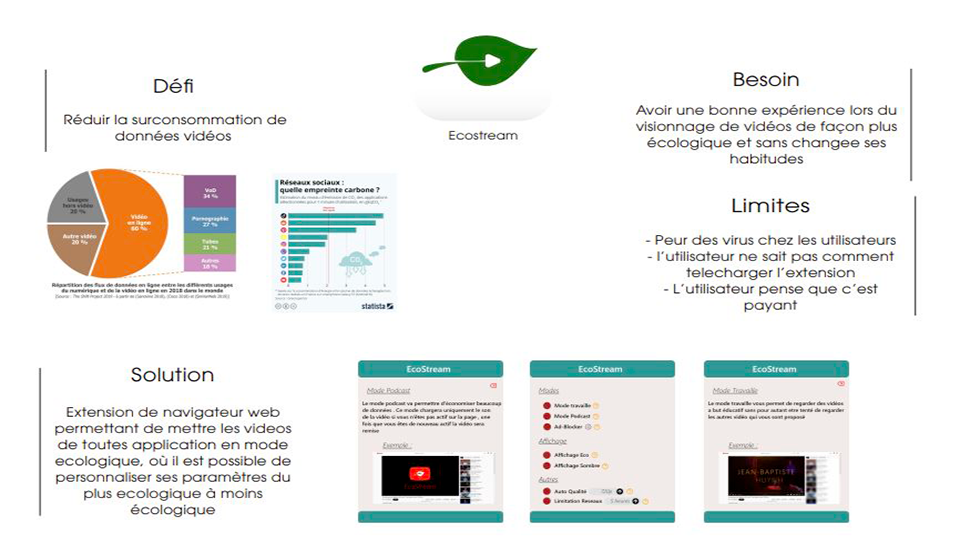 Défi
Réduir la surconsommation de
données vidéos
Ecostream
Besoin
Avoir une bonne expérience lors du
visionnage de vidéos de façon plus
écologique et sans changee ses
habitudes
Limites
- Peur des virus chez les utilisateurs
- l'utilisateur ne sait pas comment
telecharger l'extension
- L'utilisateur pense que c'est
payant
Usages
hors vidéo
20 %
Autre vidéo
20 %
Vidéo
en ligne
60 %
VoD
34 %
Pornographie
27 %
Tubes
21 %
Autres
18 %
Répartition des flux de données en ligne entre les différents usages
du numérique et de la vidéo en ligne en 2018 dans le monde
Réseaux sociaux :
quelle empreinte carbone ?
CO2
statista
Solution
Extension de navigateur web
permettant de mettre les videos
de toutes application en mode
ecologique, où il est possible de
personnaliser ses paramètres du
plus ecologique à moins
écologique
EcoStream
Mode Podcast
Le mode podcast va permettre d'économiser beaucoup
de données . Ce mode chargera uniquement le son
de la vidéo si vous n'êtes pas actif sur la page , une
fois que vous êtes de nouveau actif la vidéo sera
remise
Exemple :
EcoStream
Modes
Mode travaille
Mode Podcast
Ad-Blocker
Affichage
Affichage Eco
Affichage Sombre
Autres
Auto Qualité
Limitation Reseaux
EcoStream
Mode Travaille
Le mode travaille vous permet de regarder des vidéos
a but éducatif sans pour autant etre tenté de regarder
les autres vidéo qui vous sont proposé
Exemple :
JEAN-BAPTISTE